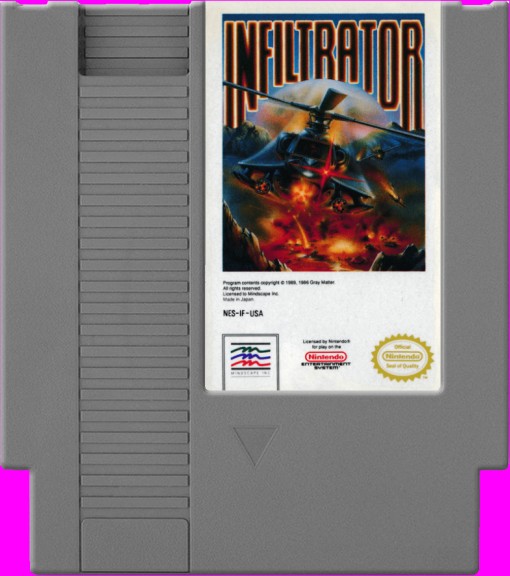 INFILTRATOR
Program contents copyright © 1988, 1986 Gray Matter
All rights reserved
Licensed to Mindscape Inc.
Made in Japan
NES-IF-USA
MINDSCAPE INC
Licensed by Nintendo®
for play on the
Nintendo
ENTERTAINMENT
SYSTEM
Official
Nintendo
Seal of Quality